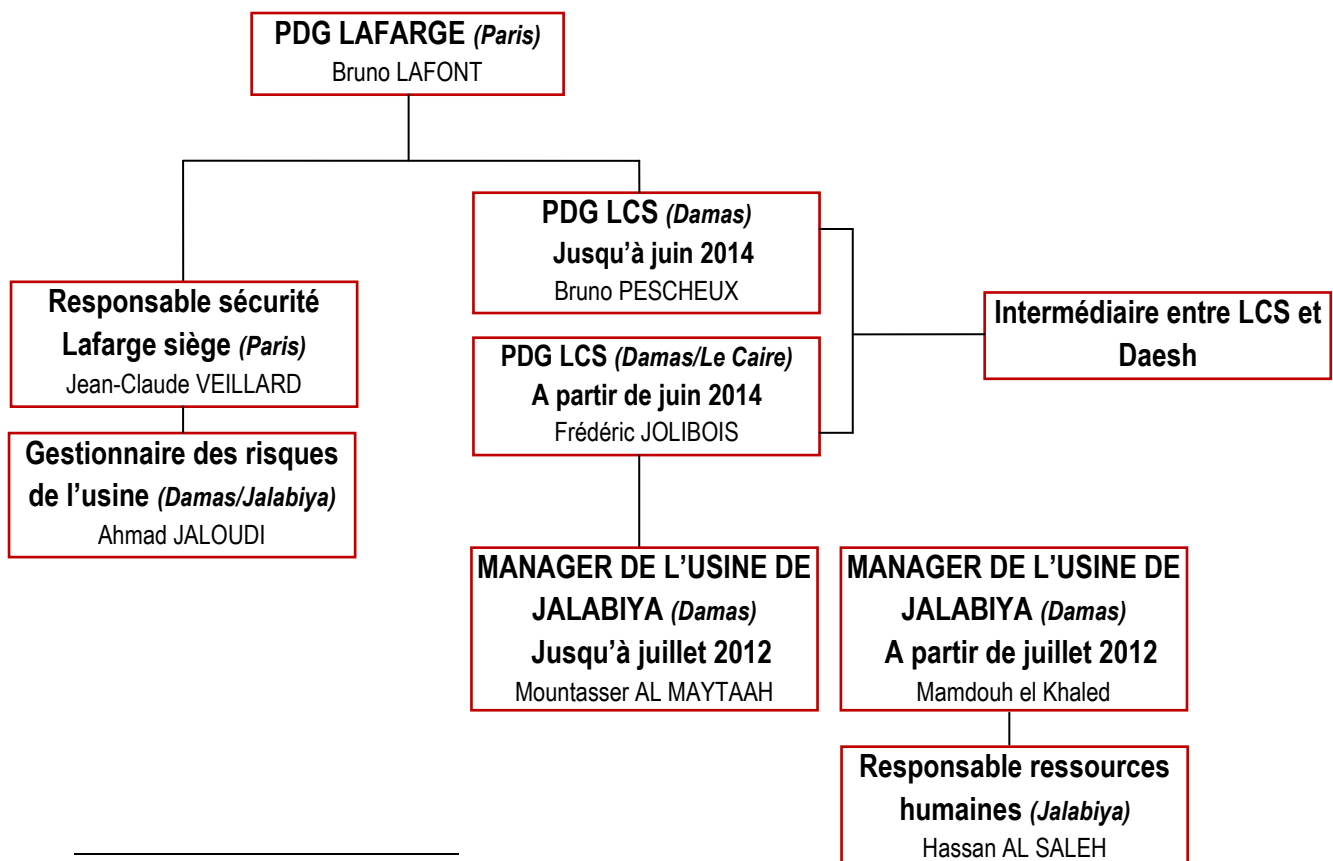 PDG LAFARGE (Paris)
Bruno LAFONT
PDG LCS (Damas)
Jusqu'à juin 2014
Bruno PESCHEUX
Responsable sécurité
Lafarge siège (Paris)
Jean-Claude VEILLARD
Intermédiaire entre LCS et
Daesh
PDG LCS (Damas/Le Caire)
A partir de juin 2014
Frédéric JOLIBOIS
Gestionnaire des risques
de l’usine (Damas/Jalabiya)
Ahmad JALOUDI
MANAGER DE L’USINE DE
JALABIYA (Damas)
Jusqu’à juillet 2012
Mountasser AL MAYTAAH
MANAGER DE L’USINE DE
JALABIYA (Damas)
A partir de juillet 2012
Mamdouh el Khaled
Responsable ressources
humaines (Jalabiya)
Hassan AL SALEH